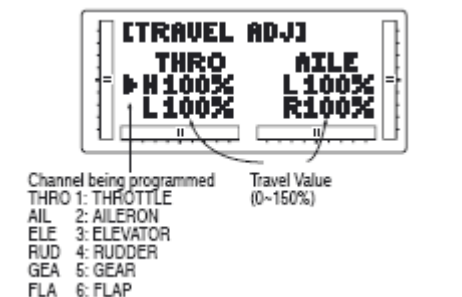 [TRAVEL ADJ]
THRO AILE
H100% L100%
L100% R100%
Channel being programmed
Travel Value
(0~150%)
THRO 1: THROTTLE
AIL 2: AILERON
ELE 3: ELEVATOR
RUD 4: RUDDER
GEA 5: GEAR
FLA 6: FLAP